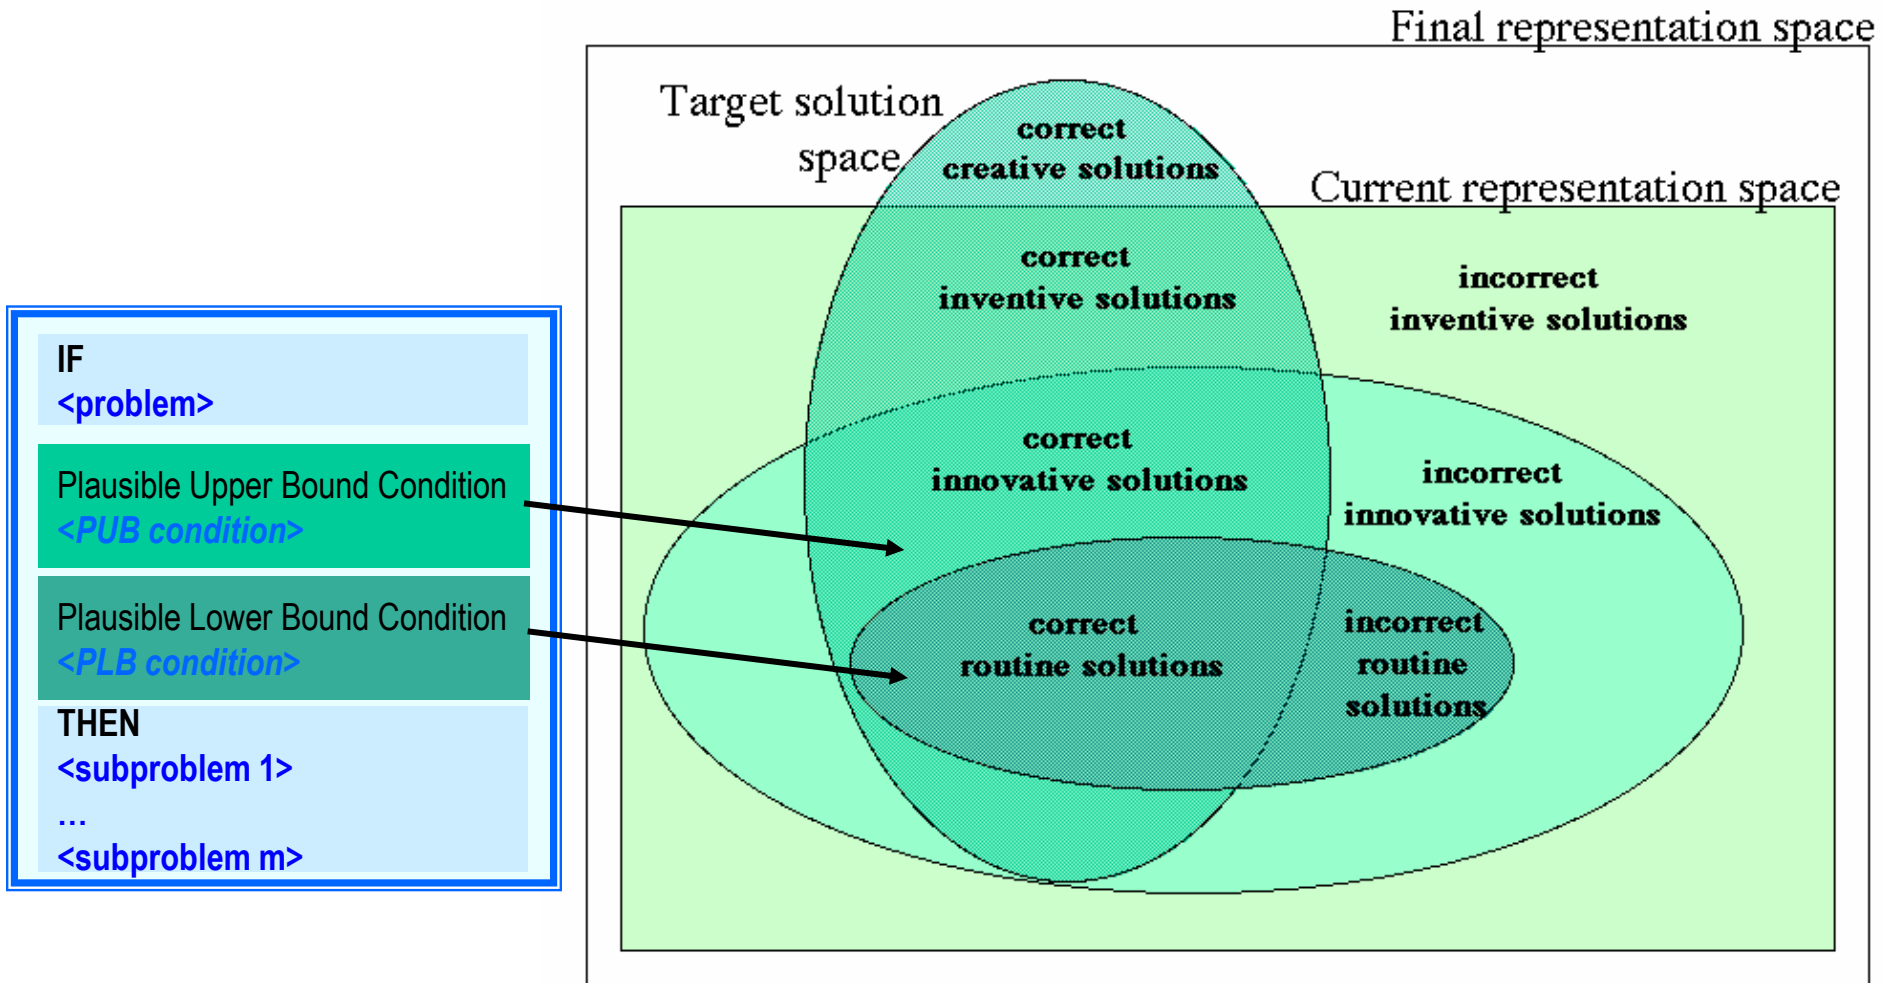 Final representation space
Target solution
space
correct
creative solutions
Current representation space
correct
inventive solutions
incorrect
inventive solutions
IF
<problem>
Plausible Upper Bound Condition
<PUB condition>
Plausible Lower Bound Condition
<PLB condition>
THEN
<subproblem 1>
…
<subproblem m>
correct
innovative solutions
incorrect
innovative solutions
correct
routine solutions
incorrect
routine
solutions